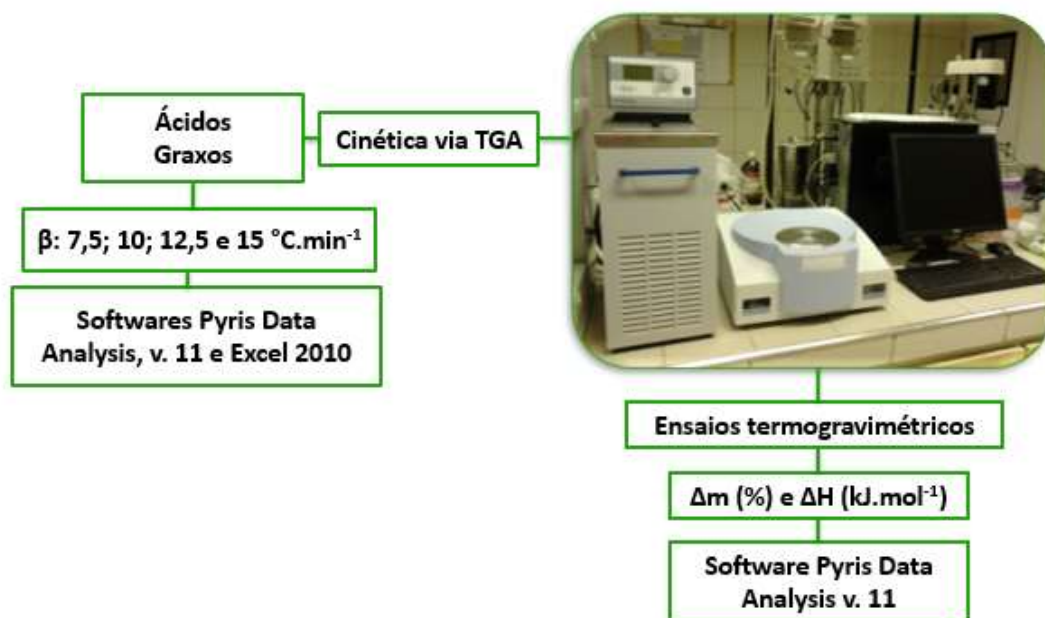 Ácidos
Graxos
Cinética via TGA
β: 7,5; 10; 12,5 e 15 °C.min⁻¹
Softwares Pyris Data
Analysis, v. 11 e Excel 2010
Ensaios termogravimétricos
Δm (%) e ΔH (kJ.mol⁻¹)
Software Pyris Data
Analysis v. 11